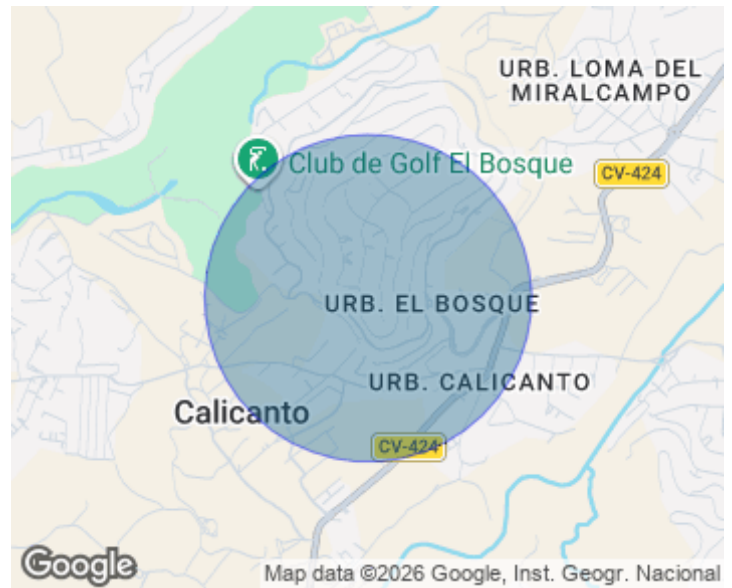 URB. LOMA DEL
MIRALCAMPO
Club de Golf El Bosque
CV-424
URB. EL BOSQUE
URB. CALICANTO
Calicanto
CV-424
Google
Map data ©2026 Google, Inst. Geogr. Nacional